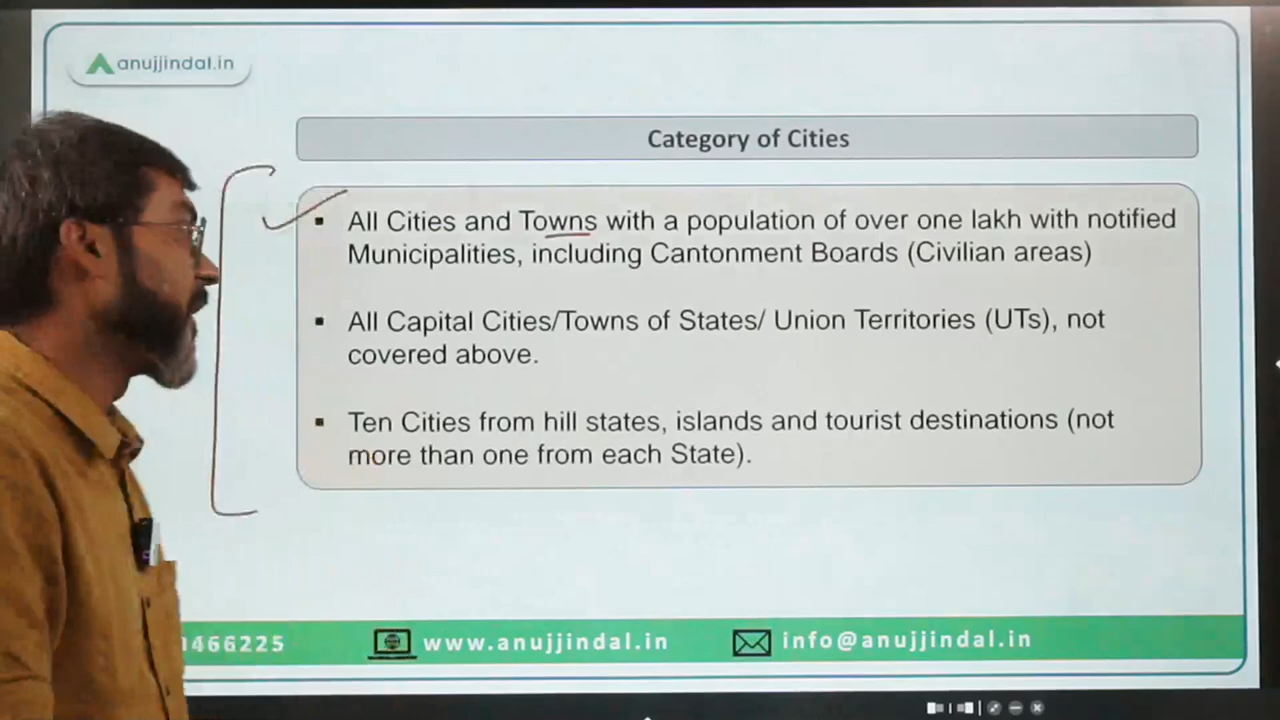 anujjindal.in
Category of Cities
▪ All Cities and Towns with a population of over one lakh with notified
Municipalities, including Cantonment Boards (Civilian areas)
▪ All Capital Cities/Towns of States/ Union Territories (UTs), not
covered above.
▪ Ten Cities from hill states, islands and tourist destinations (not
more than one from each State).
466225 www.anujjindal.in info@anujjindal.in